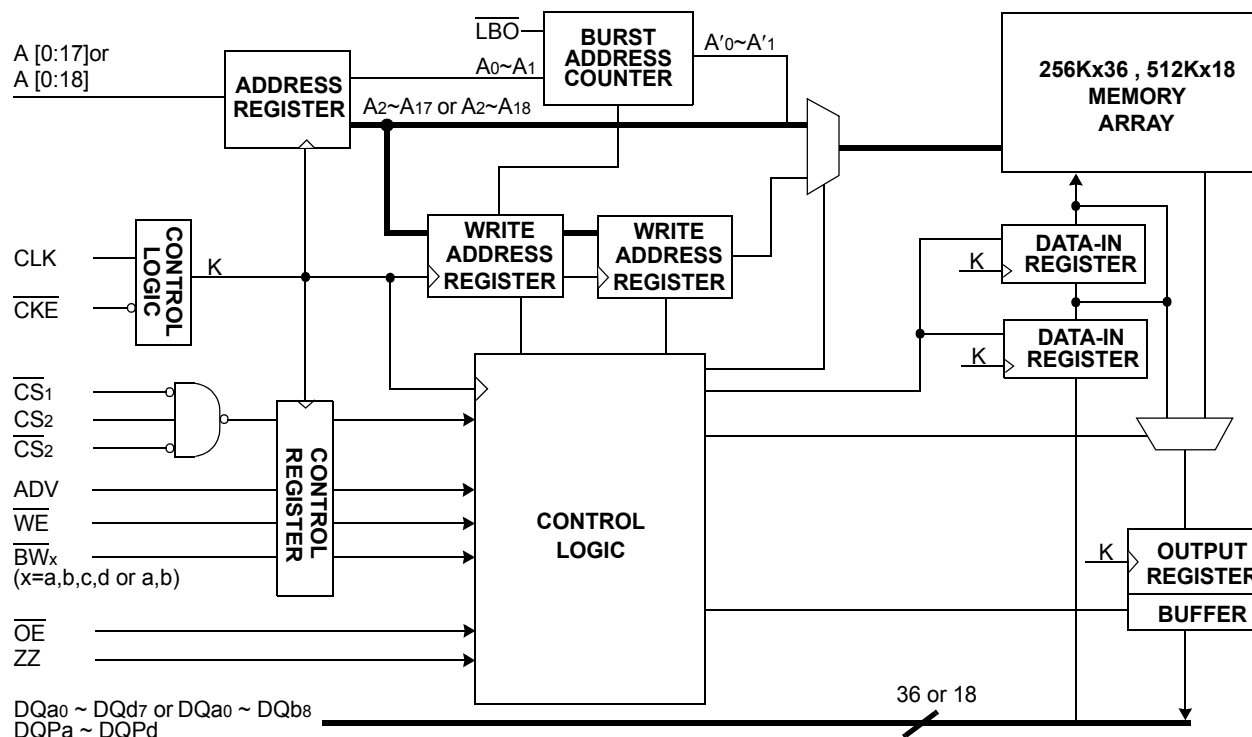 A [0:17]or
A [0:18]
ADDRESS
REGISTER
LBO
A0~A1
BURST
ADDRESS
COUNTER
A′0~A′1
A2~A17 or A2~A18
256Kx36 , 512Kx18
MEMORY
ARRAY
CLK
CKE
CONTROL
LOGIC
K
WRITE
ADDRESS
REGISTER
WRITE
ADDRESS
REGISTER
K
DATA-IN
REGISTER
K
DATA-IN
REGISTER
CS1
CS2
CS2
ADV
WE
BWx
(x=a,b,c,d or a,b)
CONTROL
REGISTER
CONTROL
LOGIC
K
OUTPUT
REGISTER
BUFFER
OE
ZZ
DQa0 ~ DQd7 or DQa0 ~ DQb8
DQPa ~ DQPd
36 or 18